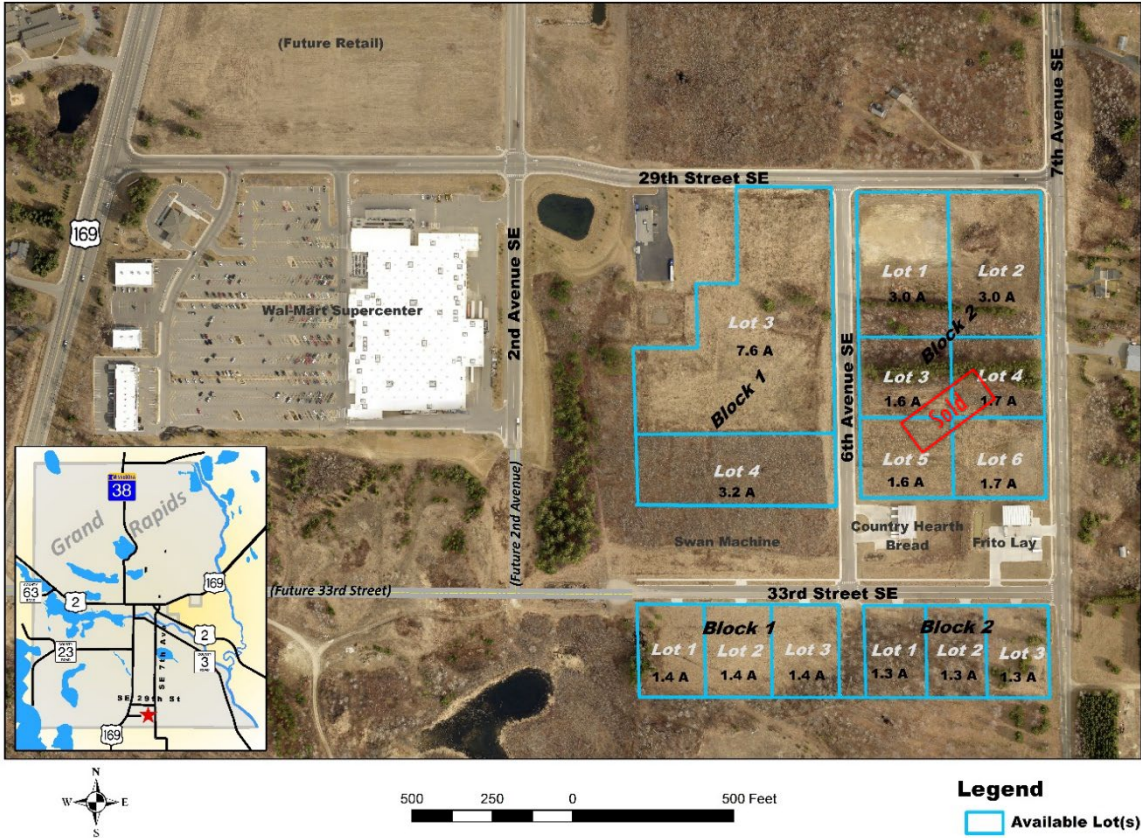 (Future Retail)
7th Avenue SE
29th Street SE
169
2nd Avenue SE
Wal-Mart Supercenter
Lot 3
7.6 A
Block 1
6th Avenue SE
Lot 1
3.0 A
Lot 2
3.0 A
Block 2
Lot 3
1.6 A
Lot 4
1.7 A
Sold
Lot 5
1.6 A
Lot 6
1.7 A
Lot 4
3.2 A
(Future 2nd Avenue)
Swan Machine
Country Hearth
Bread
Frito Lay
(Future 33rd Street)
33rd Street SE
Block 1
Lot 1
1.4 A
Lot 2
1.4 A
Lot 3
1.4 A
Block 2
Lot 1
1.3 A
Lot 2
1.3 A
Lot 3
1.3 A
38
Grand Rapids
169
63
2
2
23
3
SE 7th Av
SE 29th St
169
N
W E
S
500 250 0 500 Feet
Legend
Available Lot(s)